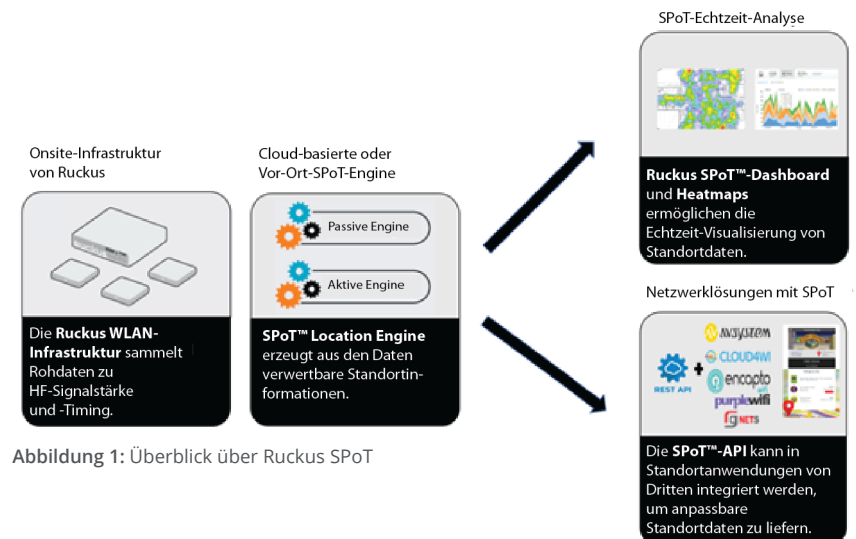 Onsite-Infrastruktur
von Ruckus
Die Ruckus WLAN-
Infrastruktur sammelt
Rohdaten zu
HF-Signalstärke
und -Timing.
Cloud-basierte oder
Vor-Ort-SPoT-Engine
Passive Engine
Aktive Engine
SPoT™ Location Engine
erzeugt aus den Daten
verwertbare Standortin-
formationen.
SPoT-Echtzeit-Analyse
Ruckus SPoT™-Dashboard
und Heatmaps
ermöglichen die
Echtzeit-Visualisierung von
Standortdaten.
Netzwerklösungen mit SPoT
REST API
+
AVSYSTEM
CLOUD4WI
encapto
wifi
purplewifi
NETS
Die SPoT™-API kann in
Standortanwendungen von
Dritten integriert werden,
um anpassbare
Standortdaten zu liefern.
Abbildung 1: Überblick über Ruckus SPoT